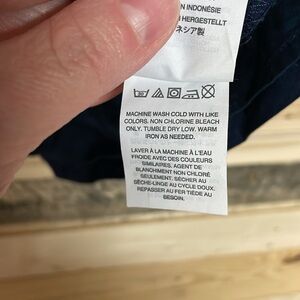 N INDONÉSIE
N HERGESTELLT
ネシア製
MACHINE WASH COLD WITH LIKE
COLORS. NON CHLORINE BLEACH
ONLY. TUMBLE DRY LOW. WARM
IRON AS NEEDED.
LAVER À LA MACHINE À L'EAU
FROIDE AVEC DES COULEURS
SIMILAIRES. AGENT DE
BLANCHIMENT NON CHLORÉ
SEULEMENT. SÉCHER AU
SÈCHE-LINGE AU CYCLE DOUX.
REPASSER AU FER TIÈDE AU
BESOIN.